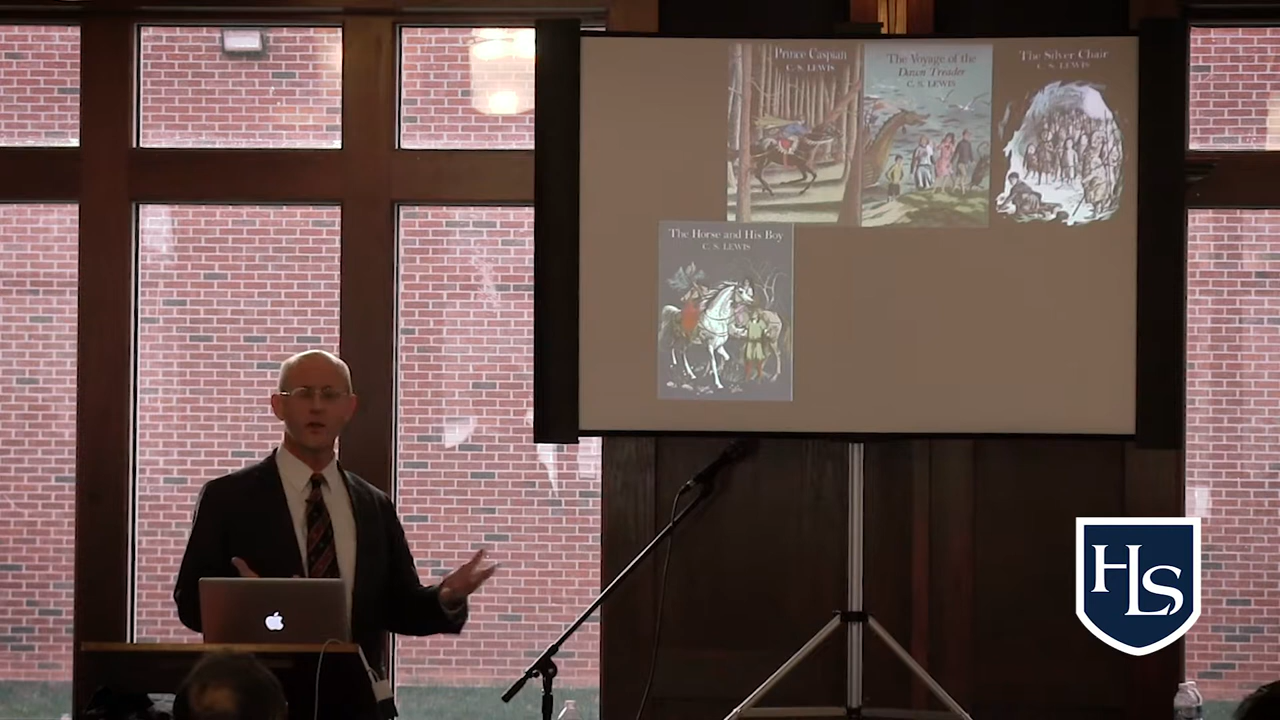 Prince Caspian
C. S. LEWIS
The Voyage of the
Dawn Treader
C. S. LEWIS
The Silver Chair
C. S. LEWIS
The Horse and His Boy
C. S. LEWIS
HLS